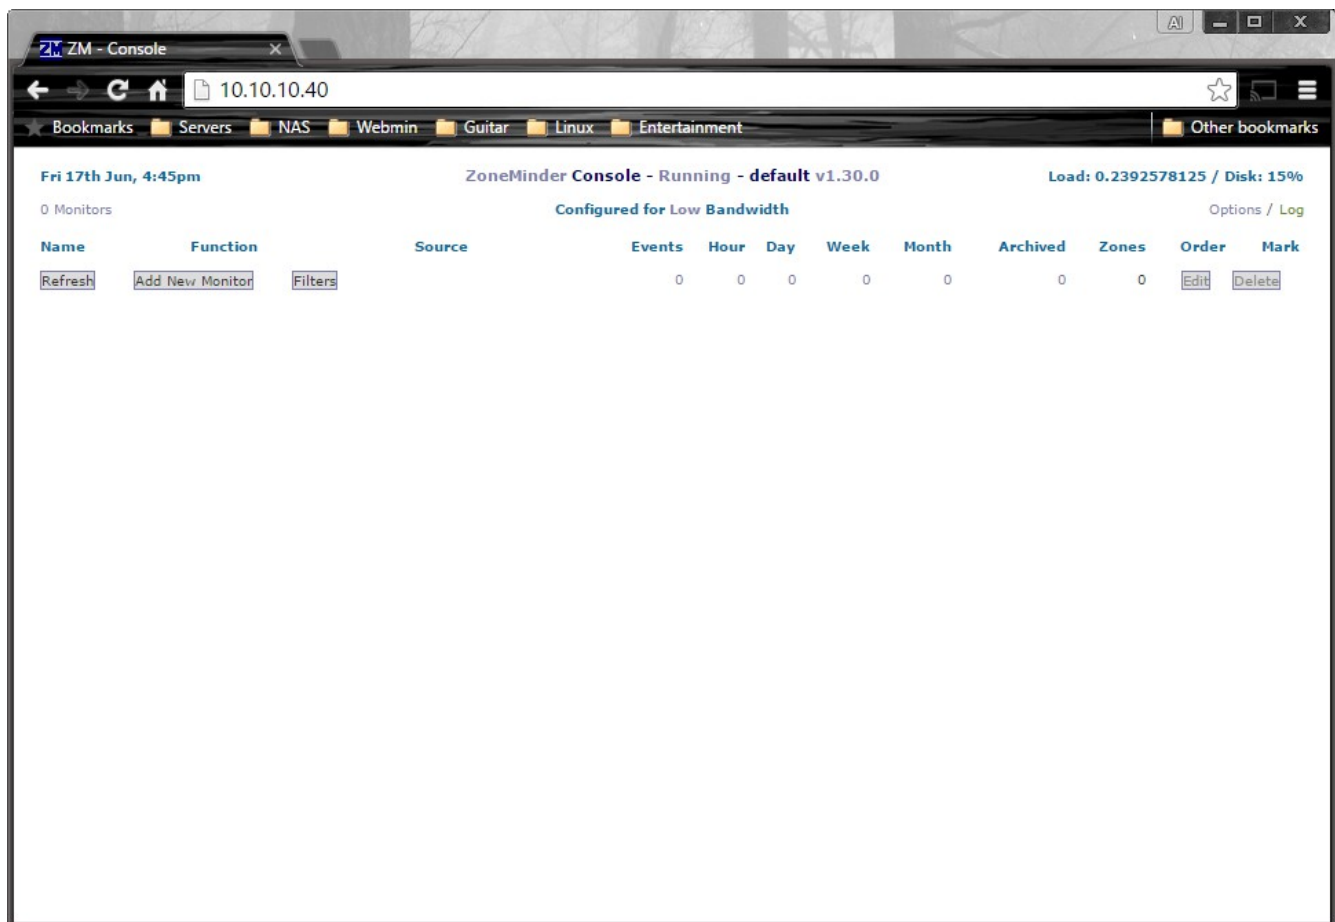 AI
ZM ZM - Console
10.10.10.40
Bookmarks Servers NAS Webmin Guitar Linux Entertainment Other bookmarks
Fri 17th Jun, 4:45pm ZoneMinder Console - Running - default v1.30.0 Load: 0.2392578125 / Disk: 15%
0 Monitors Configured for Low Bandwidth Options / Log
Name Function Source Events Hour Day Week Month Archived Zones Order Mark
Refresh Add New Monitor Filters 0 0 0 0 0 0 0 Edit Delete